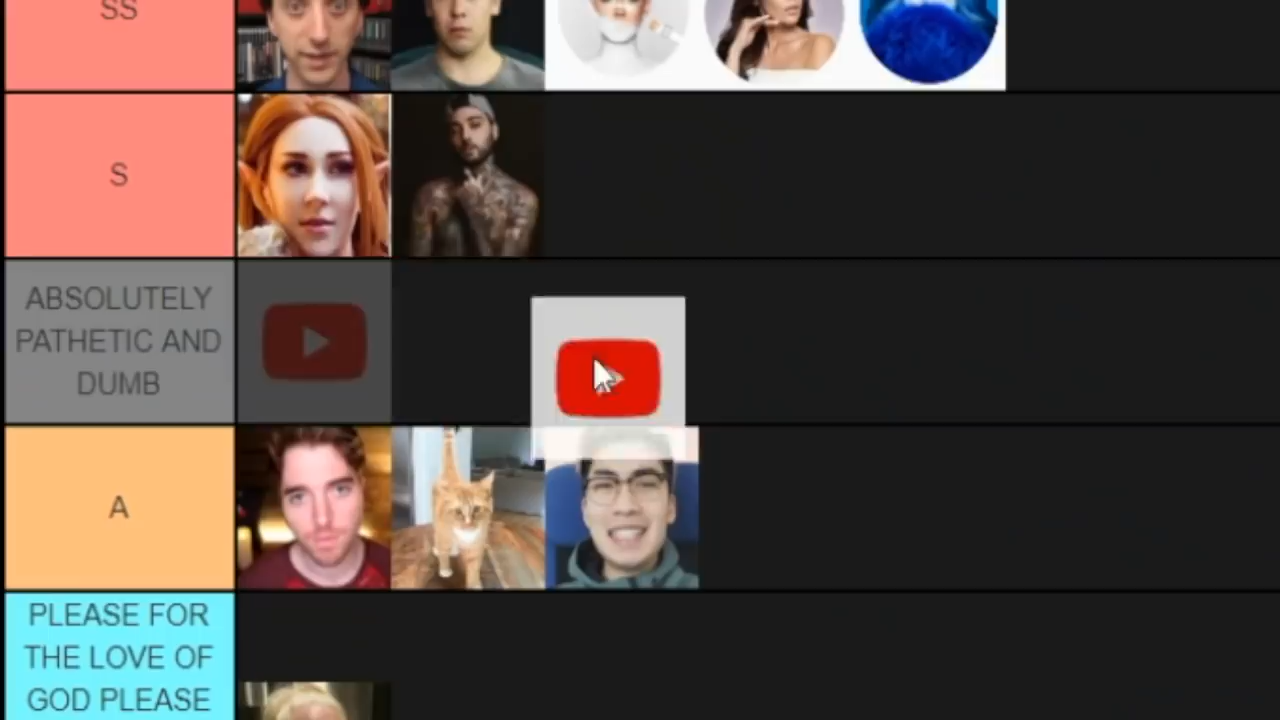 SS
S
ABSOLUTELY
PATHETIC AND
DUMB
A
PLEASE FOR
THE LOVE OF
GOD PLEASE